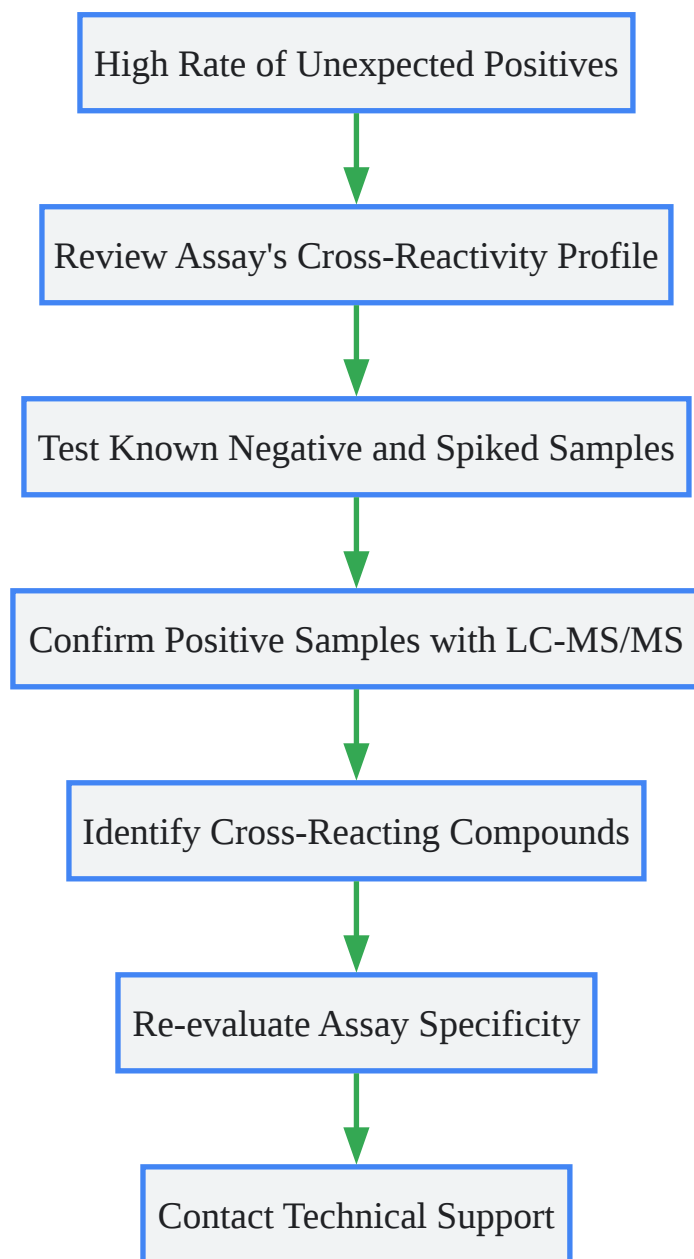 High Rate of Unexpected Positives
Review Assay's Cross-Reactivity Profile
Test Known Negative and Spiked Samples
Confirm Positive Samples with LC-MS/MS
Identify Cross-Reacting Compounds
Re-evaluate Assay Specificity
Contact Technical Support